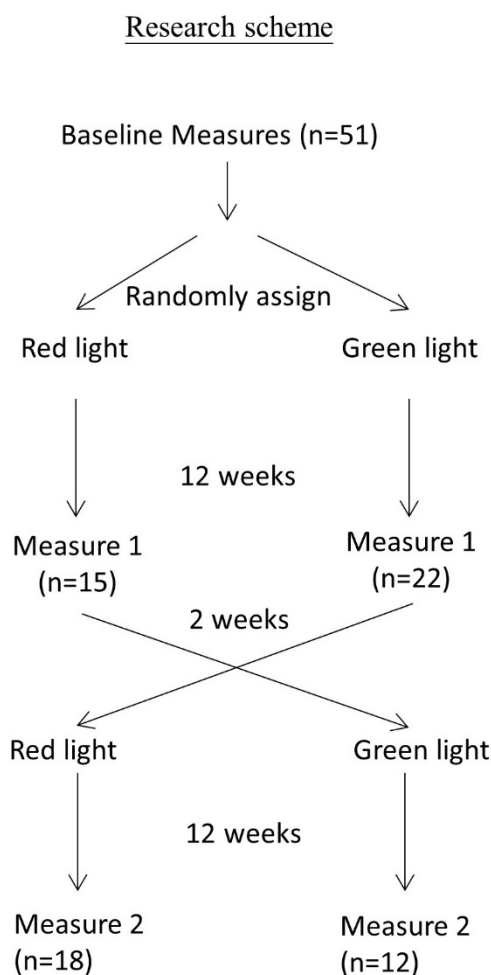 Research scheme
Baseline Measures (n=51)
Randomly assign
Red light
Green light
12 weeks
Measure 1
(n=15)
Measure 1
(n=22)
2 weeks
Red light
Green light
12 weeks
Measure 2
(n=18)
Measure 2
(n=12)